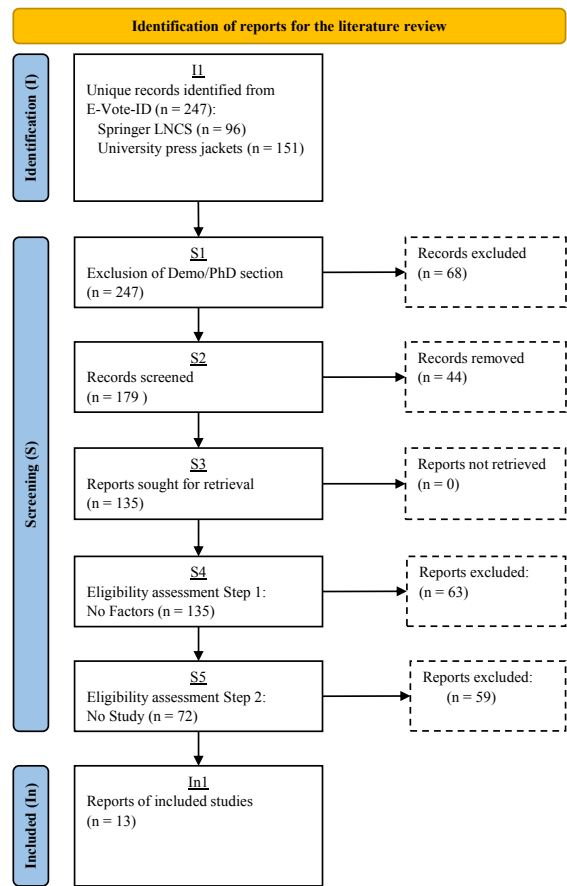 Identification of reports for the literature review
Identification (I)
I1
Unique records identified from
E-Vote-ID (n = 247):
Springer LNCS (n = 96)
University press jackets (n = 151)
Screening (S)
S1
Exclusion of Demo/PhD section
(n = 247)
Records excluded
(n = 68)
S2
Records screened
(n = 179 )
Records removed
(n = 44)
S3
Reports sought for retrieval
(n = 135)
Reports not retrieved
(n = 0)
S4
Eligibility assessment Step 1:
No Factors (n = 135)
Reports excluded:
(n = 63)
S5
Eligibility assessment Step 2:
No Study (n = 72)
Reports excluded:
(n = 59)
Included (In)
In1
Reports of included studies
(n = 13)